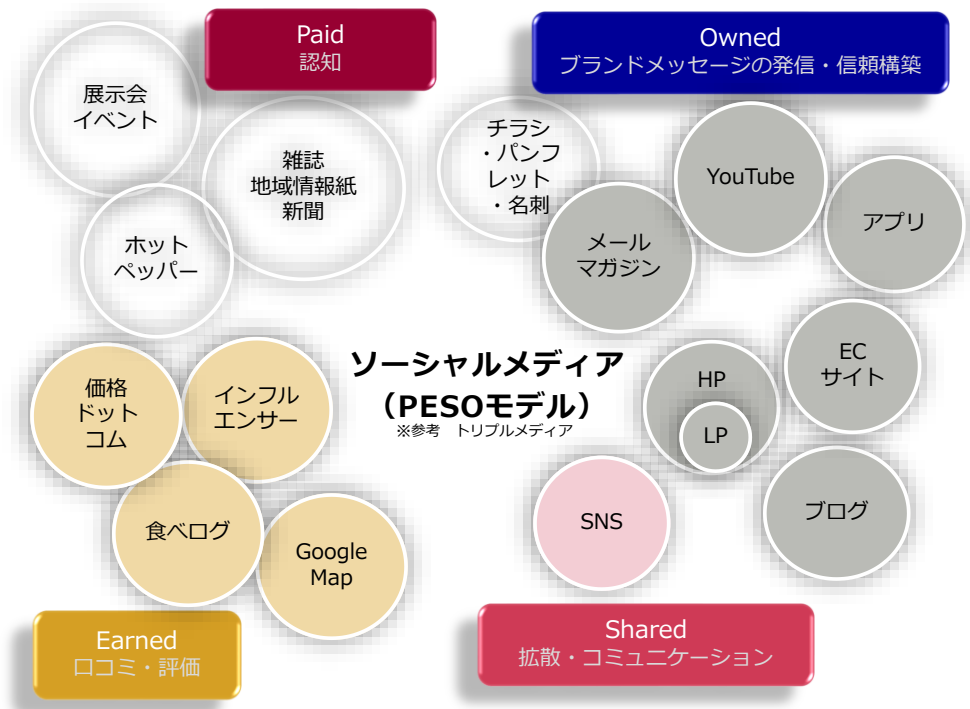 Paid
認知
Owned
ブランドメッセージの発信・信頼構築
展示会
イベント
雑誌
地域情報紙
新聞
ホット
ペッパー
チラシ
・パンフ
レット
・名刺
YouTube
アプリ
メール
マガジン
ソーシャルメディア
（PESOモデル）
※参考　トリプルメディア
価格
ドット
コム
インフル
エンサー
食べログ
Google
Map
HP
LP
EC
サイト
SNS
ブログ
Earned
口コミ・評価
Shared
拡散・コミュニケーション